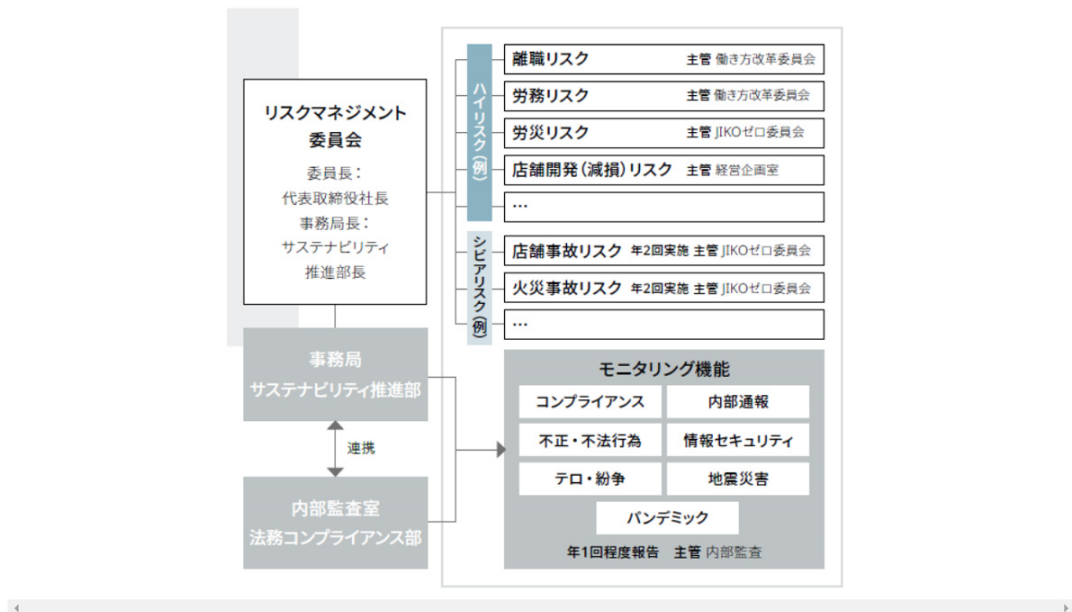 リスクマネジメント
委員会
委員長：
代表取締役社長
事務局長：
サステナビリティ
推進部長
事務局
サステナビリティ推進部
連携
内部監査室
法務コンプライアンス部
ハイリスク（例）
離職リスク 主管 働き方改革委員会
労務リスク 主管 働き方改革委員会
労災リスク 主管 JIKOゼロ委員会
店舗開発（減損）リスク 主管 経営企画室
…
シビアリスク（例）
店舗事故リスク 年2回実施 主管 JIKOゼロ委員会
火災事故リスク 年2回実施 主管 JIKOゼロ委員会
…
モニタリング機能
コンプライアンス 内部通報
不正・不法行為 情報セキュリティ
テロ・紛争 地震災害
パンデミック
年1回程度報告 主管 内部監査